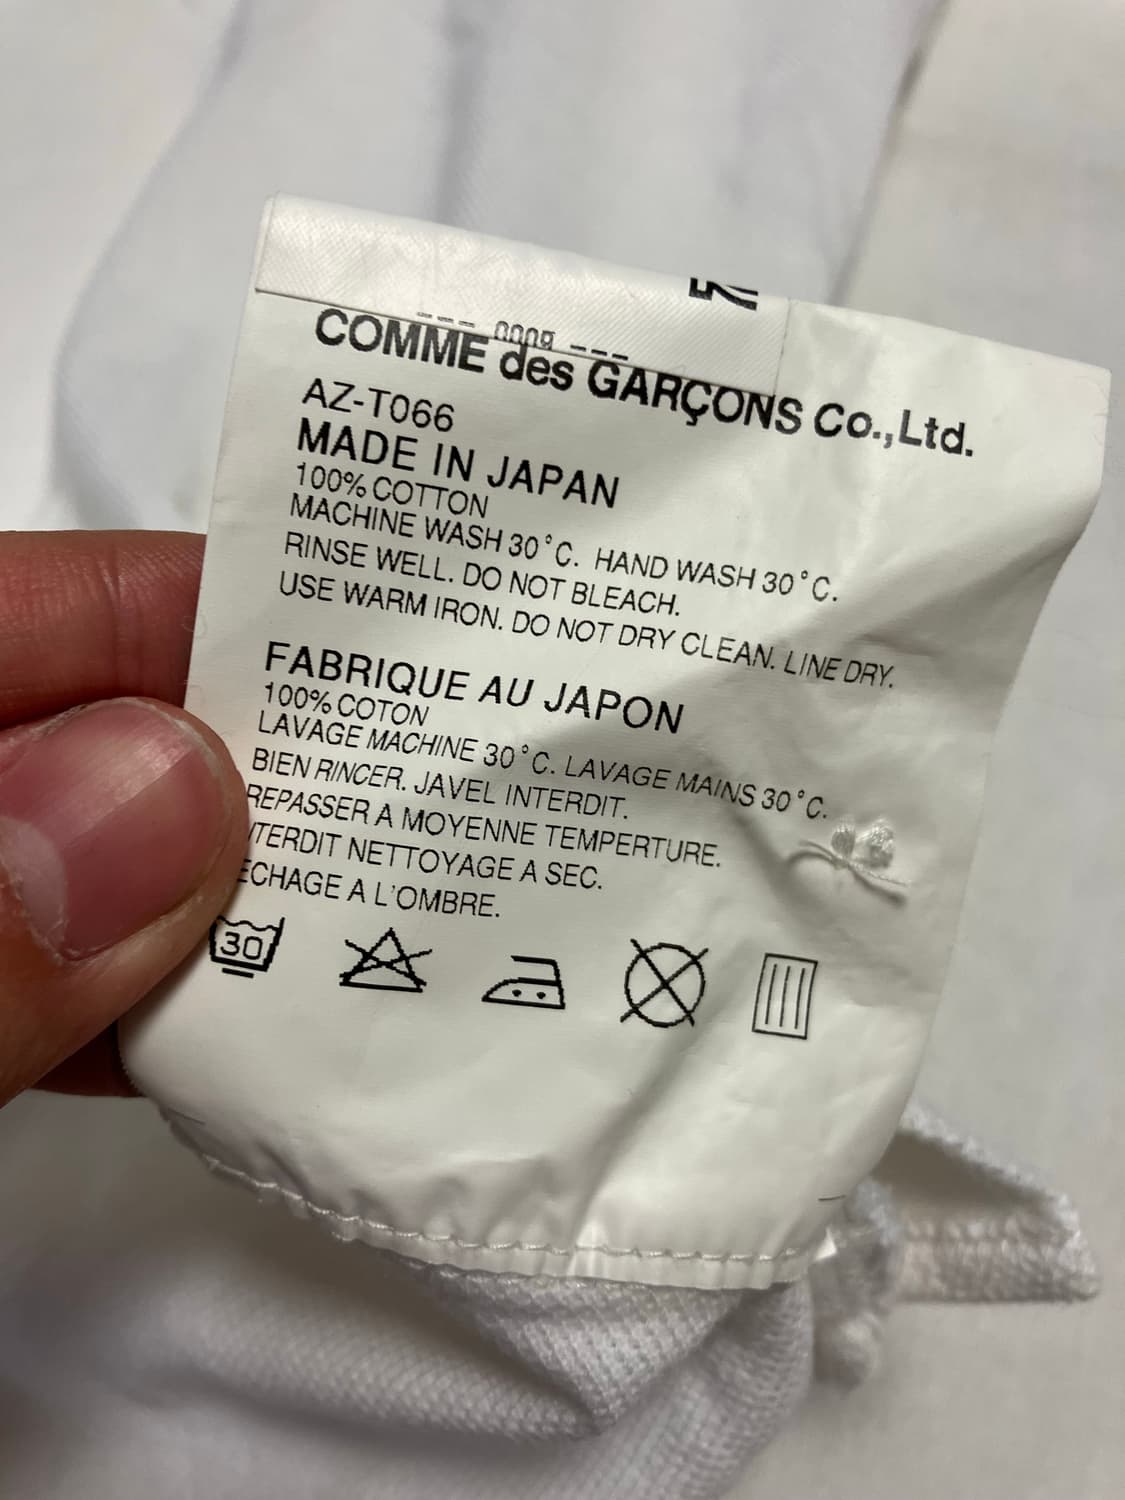 COMME des GARÇONS Co.,Ltd.
AZ-T066
MADE IN JAPAN
100% COTTON
MACHINE WASH 30°C. HAND WASH 30°C.
RINSE WELL. DO NOT BLEACH.
USE WARM IRON. DO NOT DRY CLEAN. LINE DRY.
FABRIQUE AU JAPON
100% COTON
LAVAGE MACHINE 30°C. LAVAGE MAINS 30°C.
BIEN RINCER. JAVEL INTERDIT.
REPASSER A MOYENNE TEMPERTURE.
NTERDIT NETTOYAGE A SEC.
ECHAGE A L'OMBRE.
30